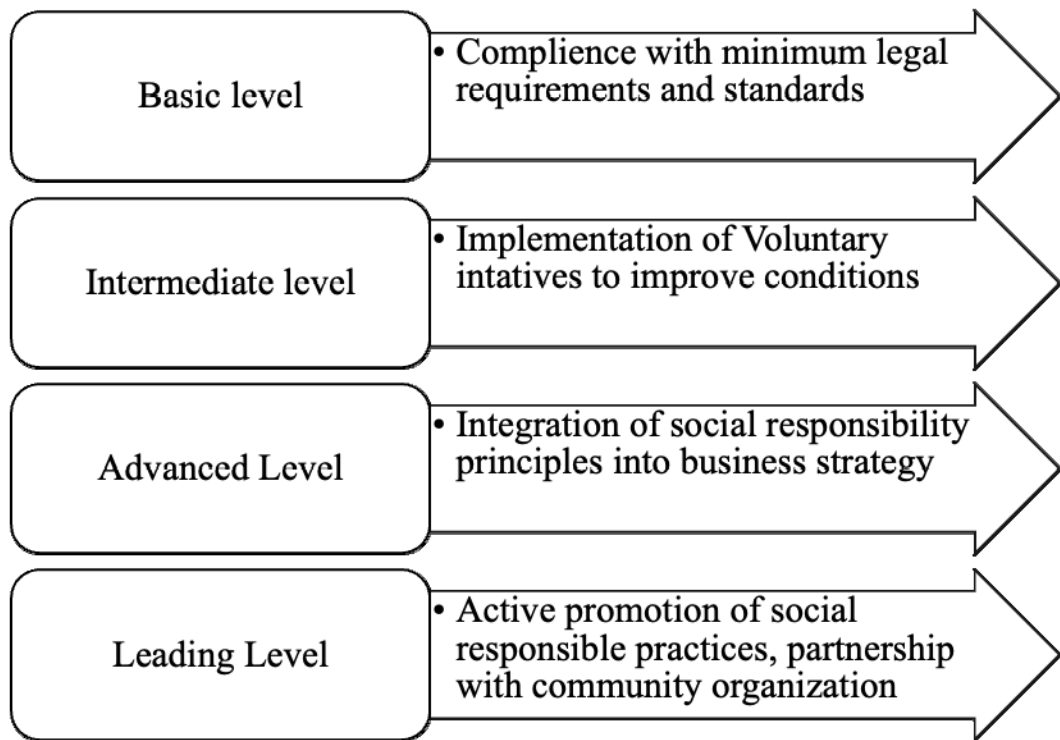 Basic level
• Complience with minimum legal
requirements and standards
Intermediate level
• Implementation of Voluntary
intatives to improve conditions
Advanced Level
• Integration of social responsibility
principles into business strategy
Leading Level
• Active promotion of social
responsible practices, partnership
with community organization